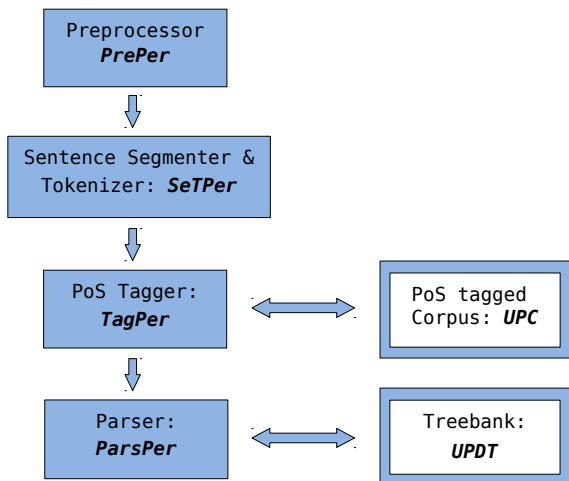 Preprocessor
PrePer
Sentence Segmenter &
Tokenizer: SeTPer
PoS Tagger:
TagPer
PoS tagged
Corpus: UPC
Parser:
ParsPer
Treebank:
UPDT